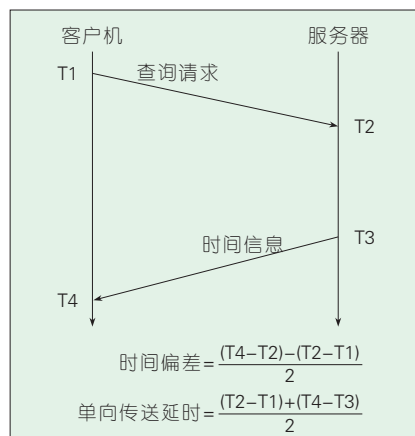 客户机 服务器
T1 查询请求
T2
时间信息 T3
T4
时间偏差=(T4-T2)-(T2-T1)/2
单向传送延时=(T2-T1)+(T4-T3)/2